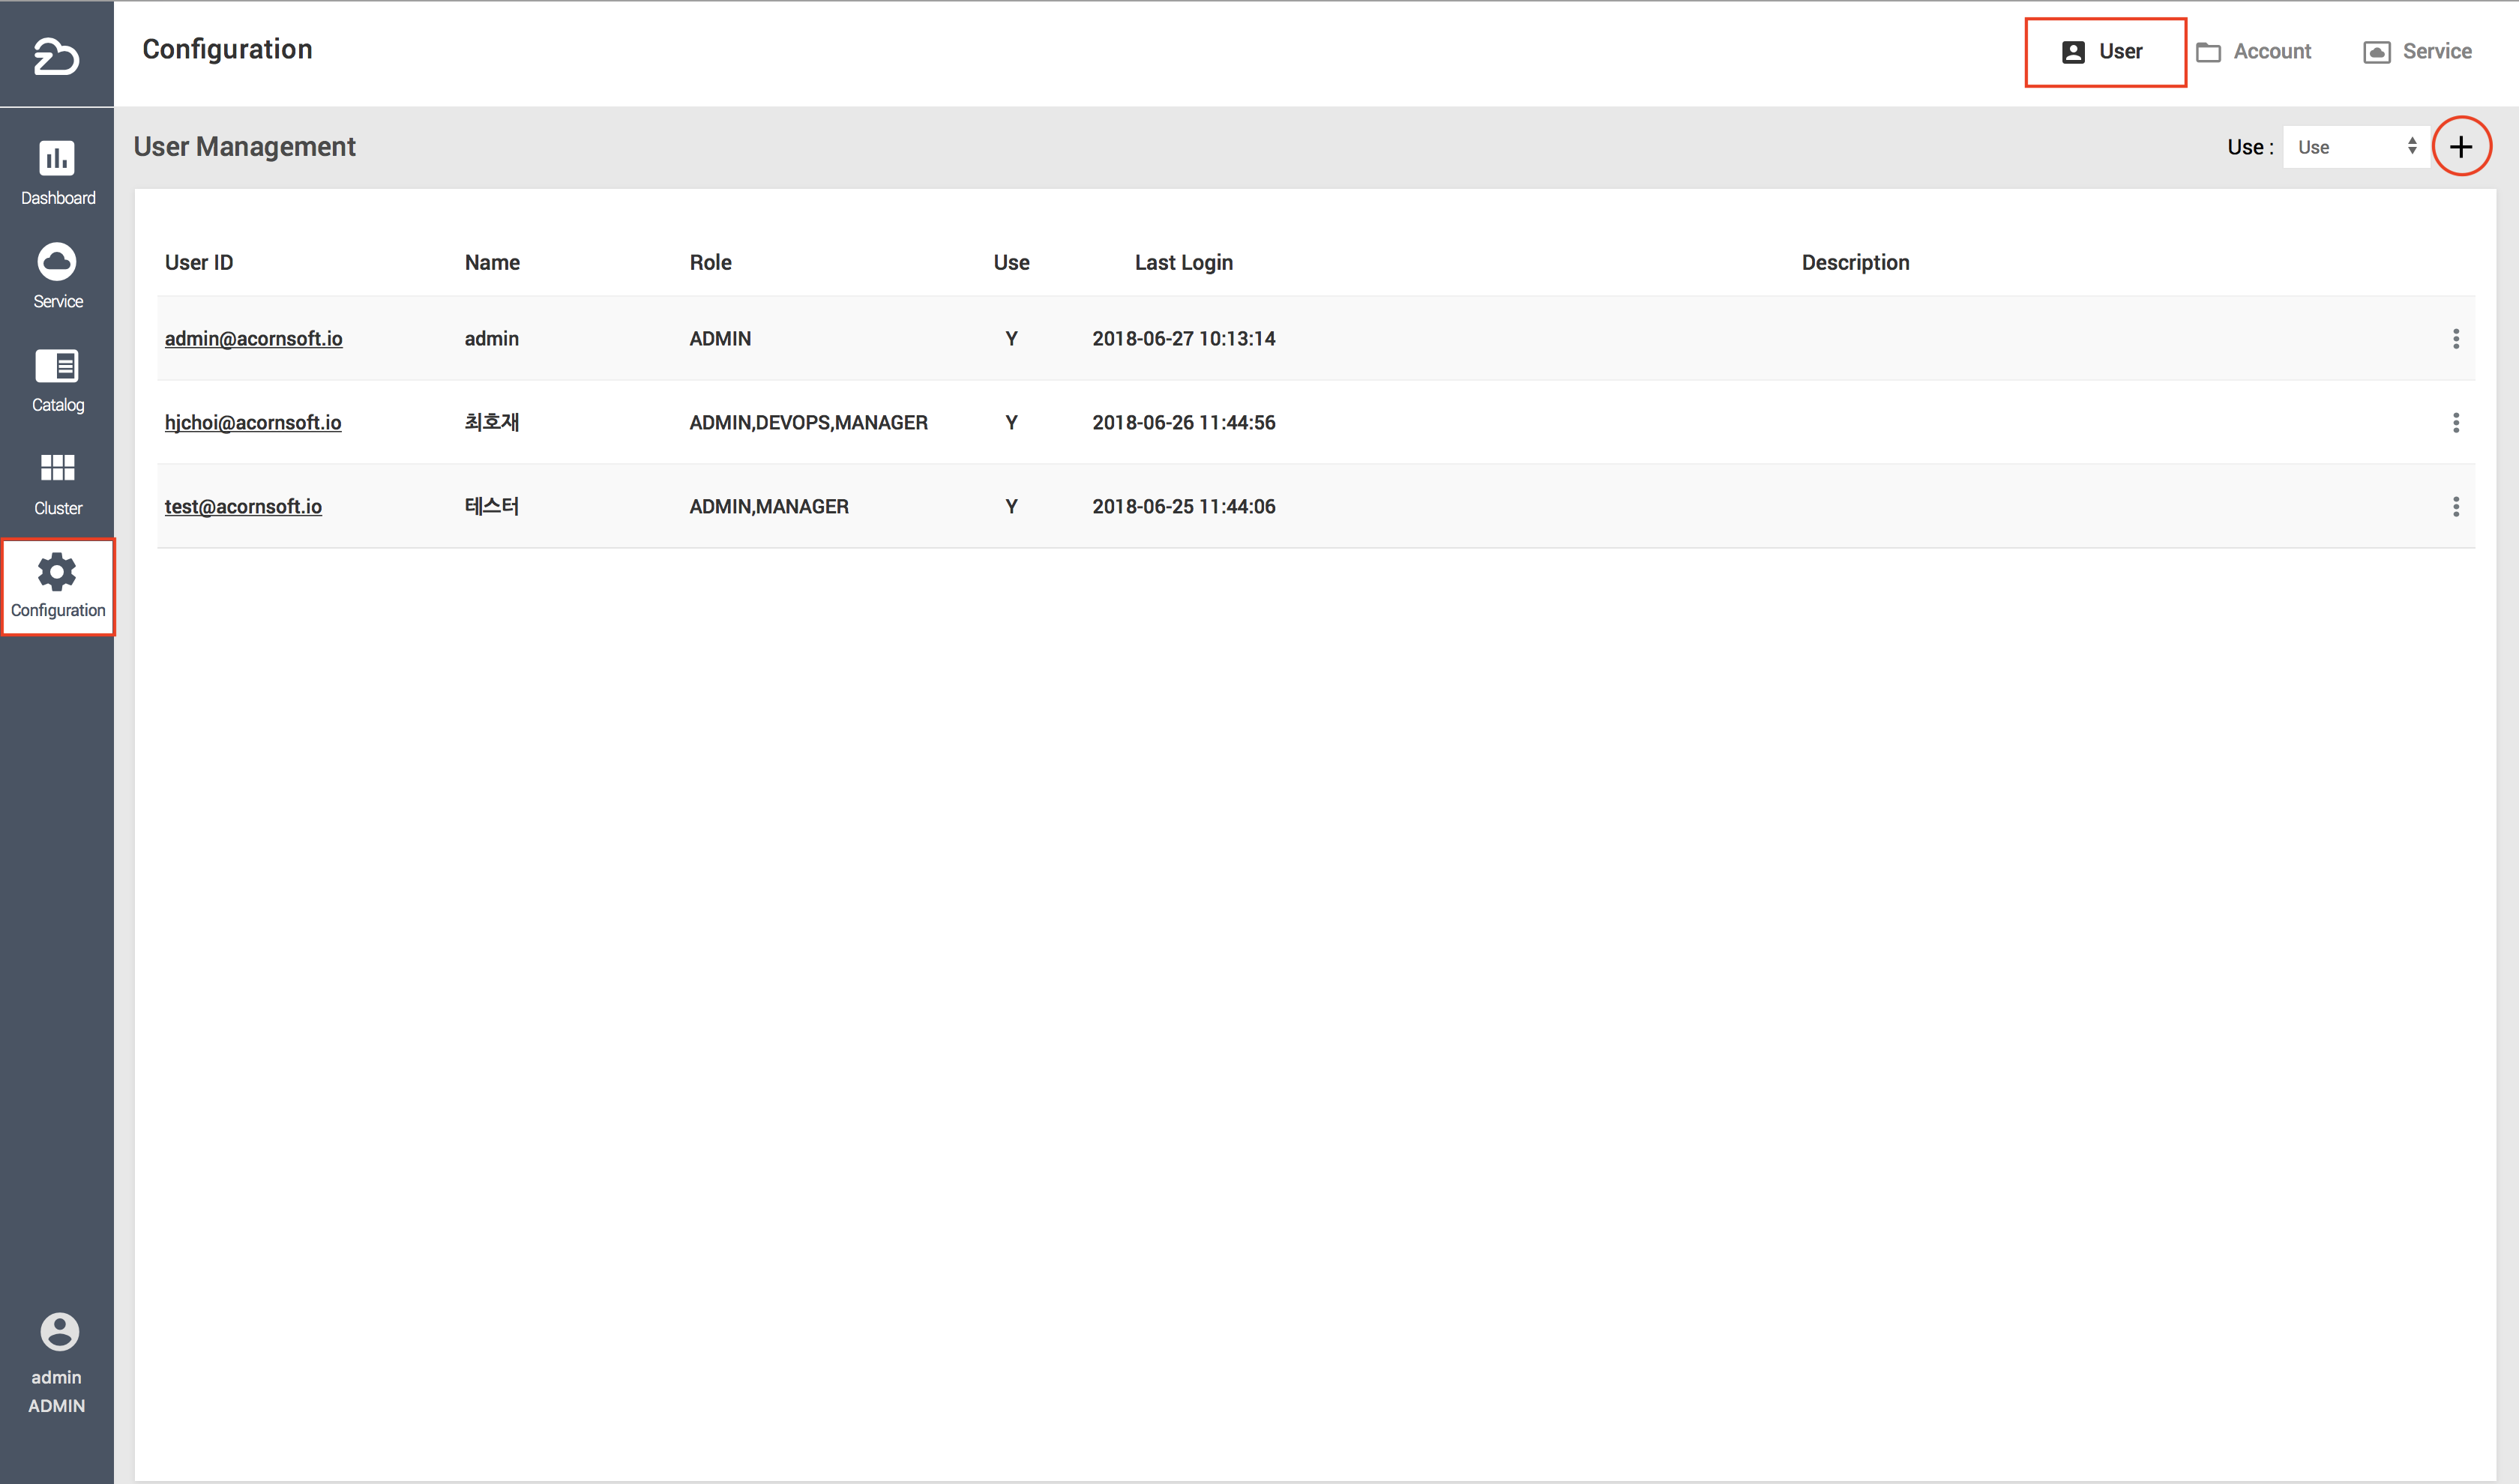 Configuration
User Account Service
User Management
Use : Use
Dashboard
Service
Catalog
Cluster
Configuration
User ID Name Role Use Last Login Description
admin@acornsoft.io admin ADMIN Y 2018-06-27 10:13:14
hjchoi@acornsoft.io 최호재 ADMIN,DEVOPS,MANAGER Y 2018-06-26 11:44:56
test@acornsoft.io 테스터 ADMIN,MANAGER Y 2018-06-25 11:44:06
admin
ADMIN